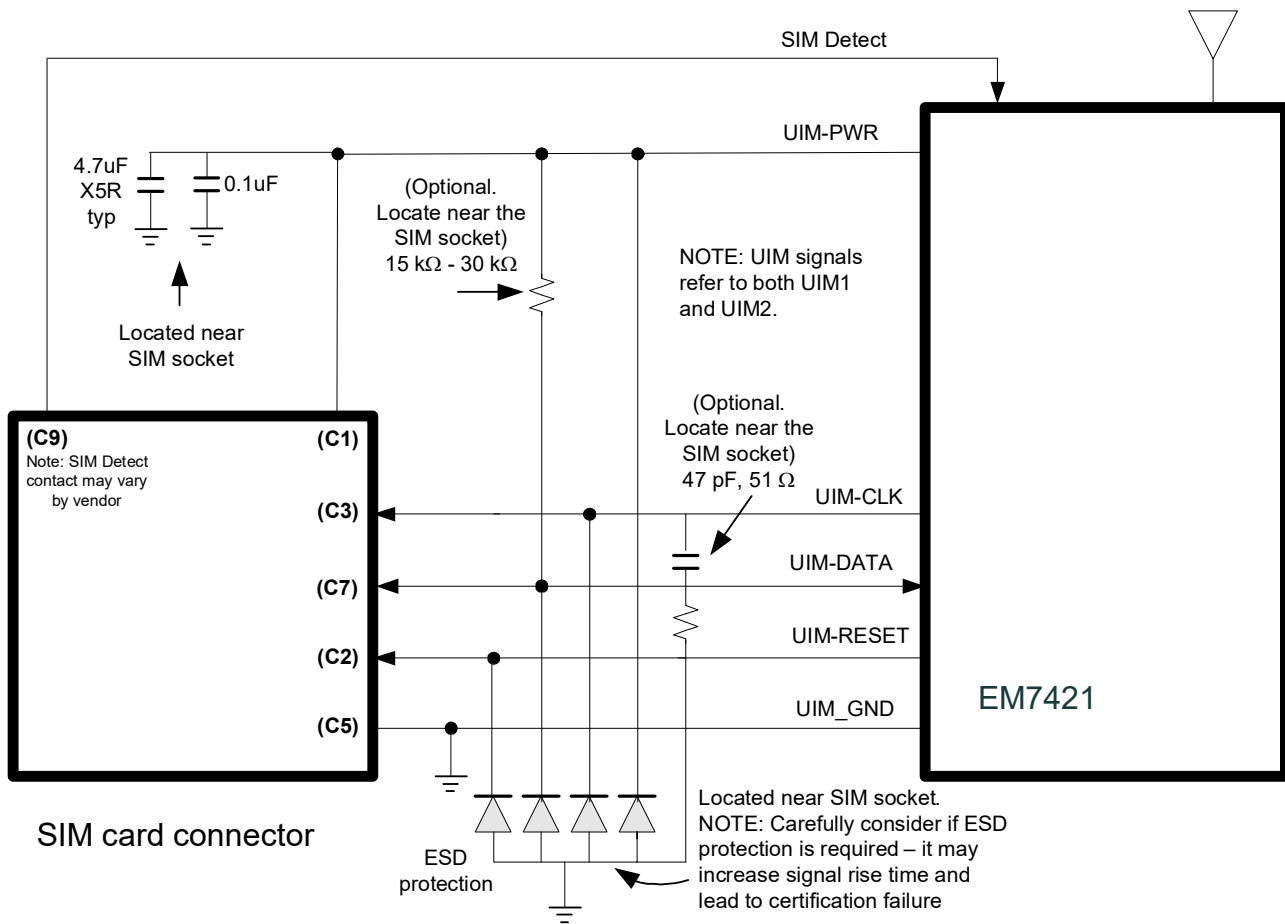 SIM Detect
UIM-PWR
4.7uF
X5R
typ
0.1uF
(Optional.
Locate near the
SIM socket)
15 kΩ - 30 kΩ
NOTE: UIM signals
refer to both UIM1
and UIM2.
Located near
SIM socket
(Optional.
Locate near the
SIM socket)
47 pF, 51 Ω
(C9)
Note: SIM Detect
contact may vary
by vendor
(C1)
(C3)
UIM-CLK
(C7)
UIM-DATA
(C2)
UIM-RESET
(C5)
UIM_GND
EM7421
SIM card connector
ESD
protection
Located near SIM socket.
NOTE: Carefully consider if ESD
protection is required – it may
increase signal rise time and
lead to certification failure